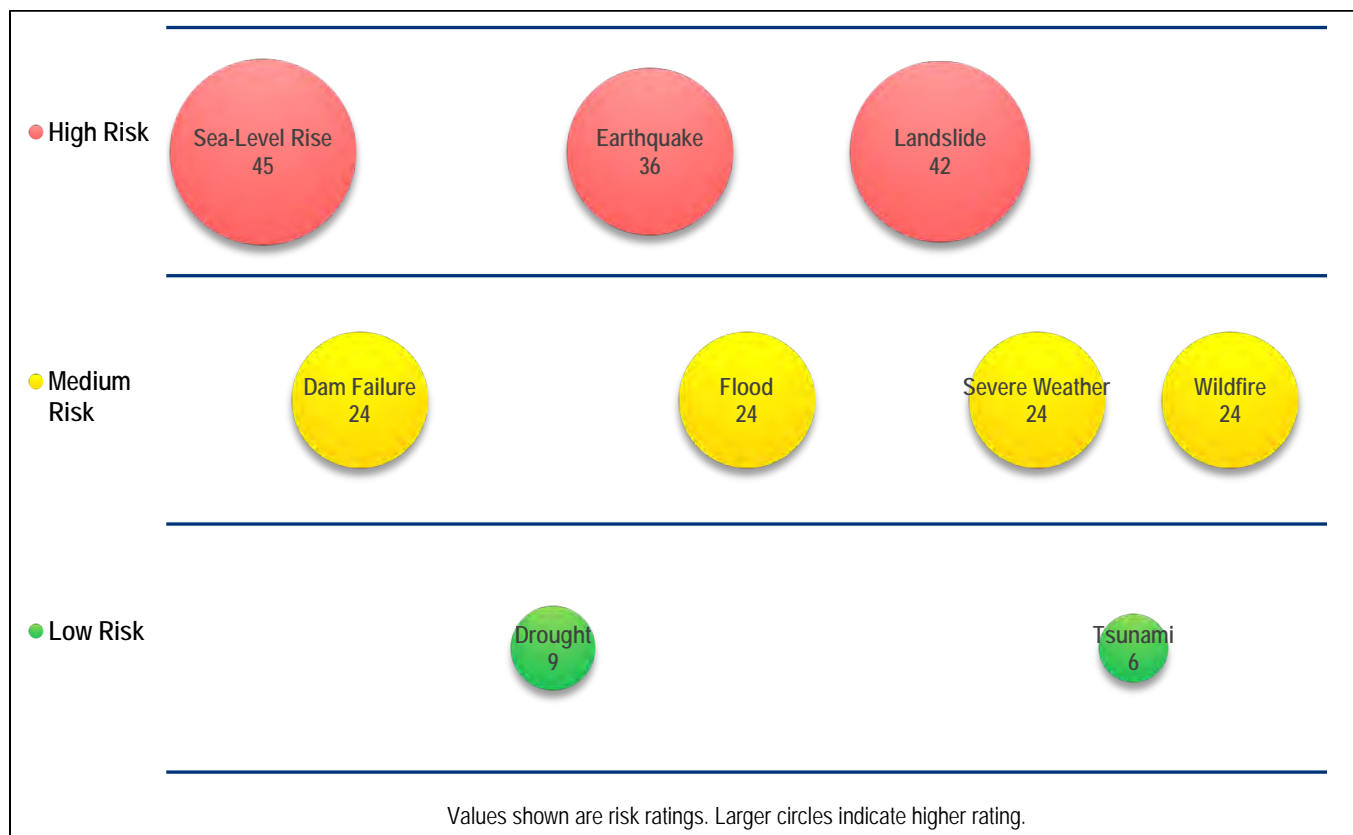 High Risk
Sea-Level Rise
45
Earthquake
36
Landslide
42
Medium
Risk
Dam Failure
24
Flood
24
Severe Weather
24
Wildfire
24
Low Risk
Drought
9
Tsunami
6
Values shown are risk ratings. Larger circles indicate higher rating.